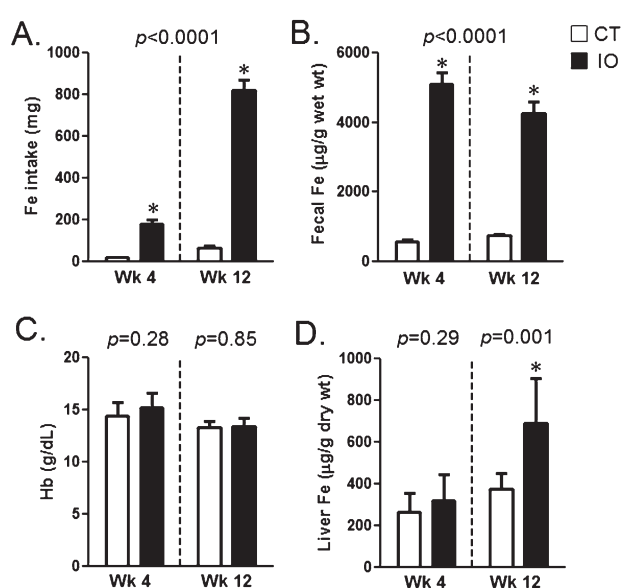 A.
p<0.0001
Fe intake (mg)
1000
800
600
400
200
0
*
*
Wk 4
Wk 12
B.
p<0.0001
CT
IO
Fecal Fe (µg/g wet wt)
6000
4000
2000
0
*
*
Wk 4
Wk 12
C.
p=0.28
p=0.85
Hb (g/dL)
20
15
10
5
0
Wk 4
Wk 12
D.
p=0.29
p=0.001
Liver Fe (µg/g dry wt)
1000
800
600
400
200
0
*
Wk 4
Wk 12